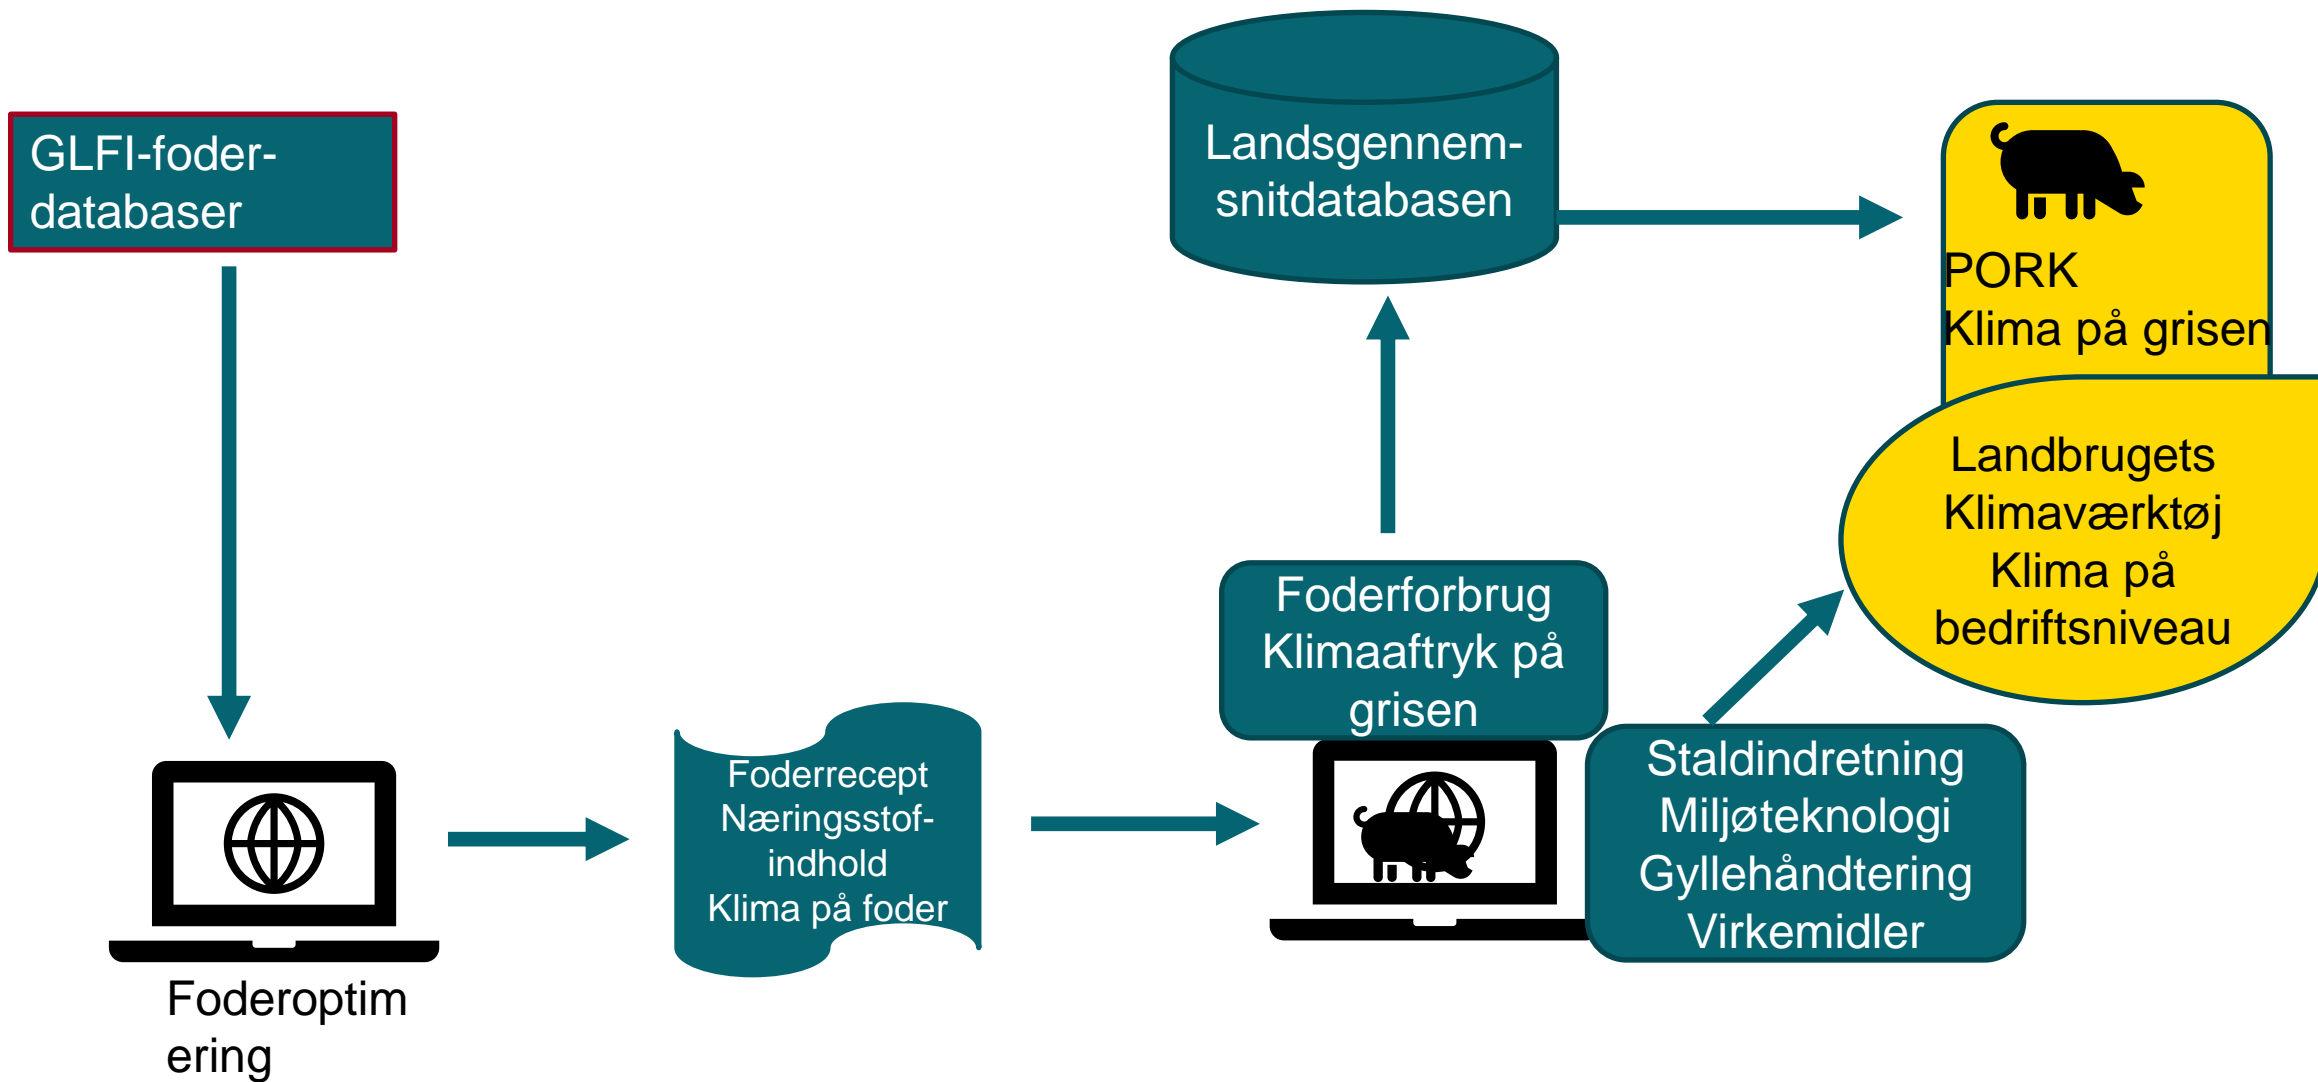 GLFI-foder-
databaser
Landsgennem-
snitdatabasen
PORK
Klima på grisen
Landbrugets
Klimaværktøj
Klima på
bedriftsniveau
Foderforbrug
Klimaaftryk på
grisen
Foderrecept
Næringsstof-
indhold
Klima på foder
Staldindretning
Miljøteknologi
Gyllehåndtering
Virkemidler
Foderoptim
ering